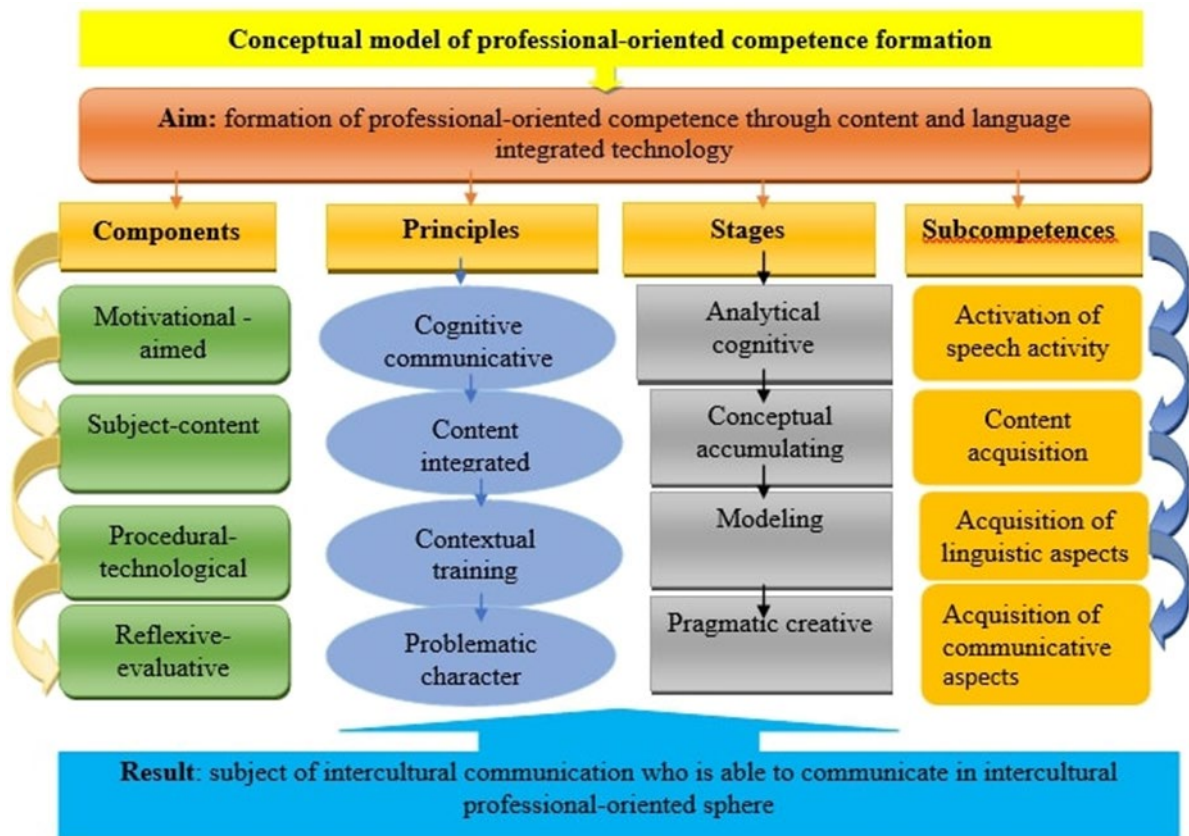 Conceptual model of professional-oriented competence formation
Aim: formation of professional-oriented competence through content and language
integrated technology
Components
Motivational -
aimed
Subject-content
Procedural-
technological
Reflexive-
evaluative
Principles
Cognitive
communicative
Content
integrated
Contextual
training
Problematic
character
Stages
Analytical
cognitive
Conceptual
accumulating
Modeling
Pragmatic creative
Subcompetences
Activation of
speech activity
Content
acquisition
Acquisition of
linguistic aspects
Acquisition of
communicative
aspects
Result: subject of intercultural communication who is able to communicate in intercultural
professional-oriented sphere